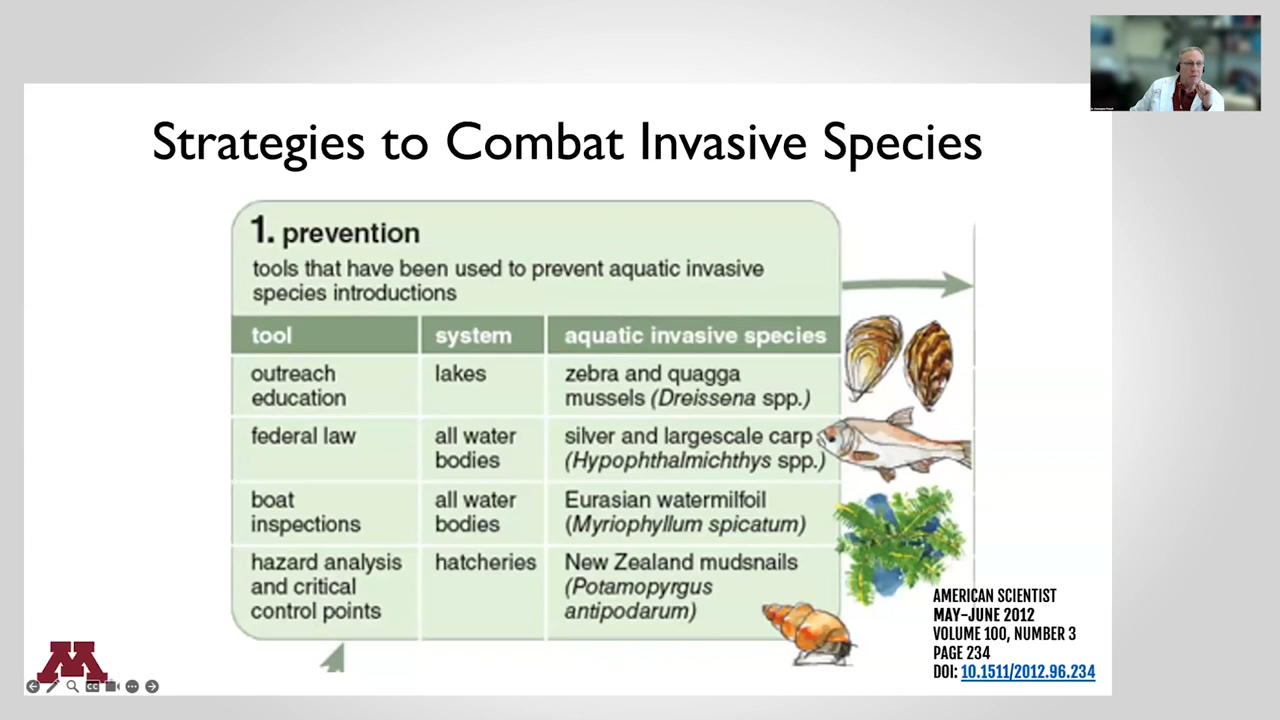 Strategies to Combat Invasive Species
1. prevention
tools that have been used to prevent aquatic invasive
species introductions
tool system aquatic invasive species
outreach
education
lakes
zebra and quagga
mussels (Dreissena spp.)
federal law
all water
bodies
silver and largescale carp
(Hypophthalmichthys spp.)
boat
inspections
all water
bodies
Eurasian watermilfoil
(Myriophyllum spicatum)
hazard analysis
and critical
control points
hatcheries
New Zealand mudsnails
(Potamopyrgus
antipodarum)
AMERICAN SCIENTIST
MAY-JUNE 2012
VOLUME 100, NUMBER 3
PAGE 234
DOI: 10.1511/2012.96.234
M
CC